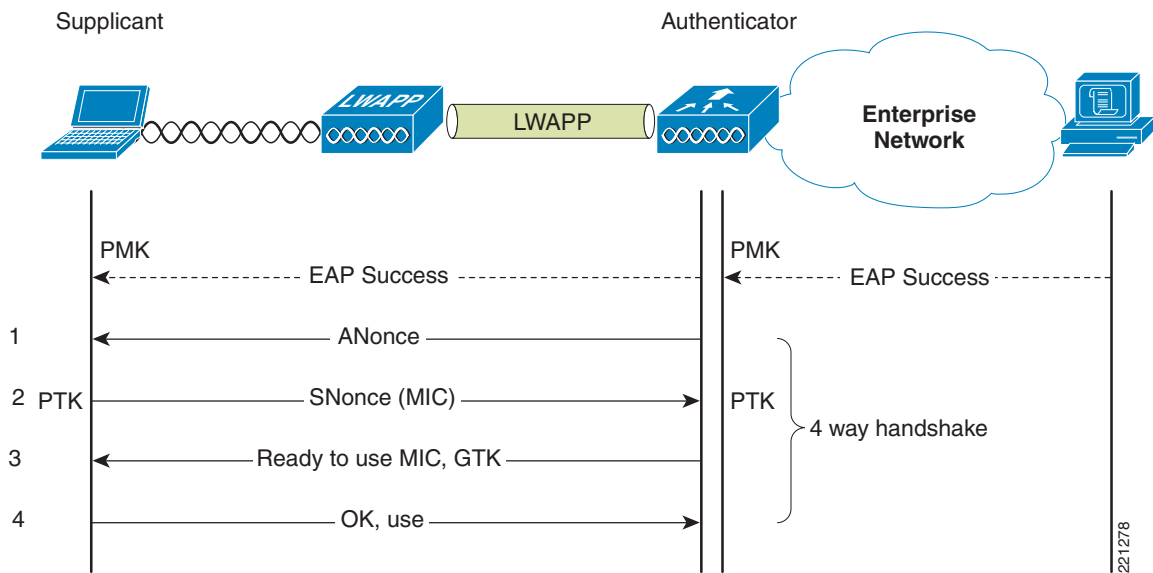 Supplicant
Authenticator
LWAPP
LWAPP
Enterprise
Network
PMK
PMK
EAP Success
EAP Success
1
ANonce
2
PTK
SNonce (MIC)
PTK
4 way handshake
3
Ready to use MIC, GTK
4
OK, use
221278